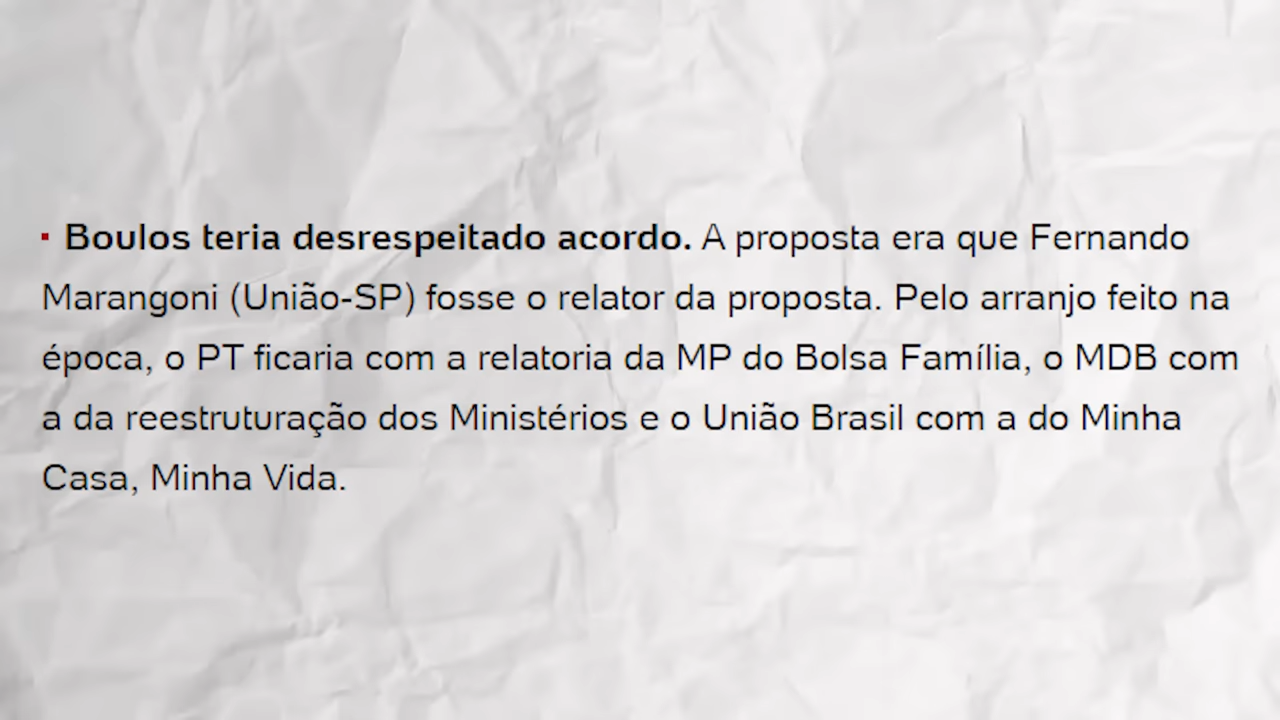 ▪ Boulos teria desrespeitado acordo. A proposta era que Fernando
Marangoni (União-SP) fosse o relator da proposta. Pelo arranjo feito na
época, o PT ficaria com a relatoria da MP do Bolsa Família, o MDB com
a da reestruturação dos Ministérios e o União Brasil com a do Minha
Casa, Minha Vida.